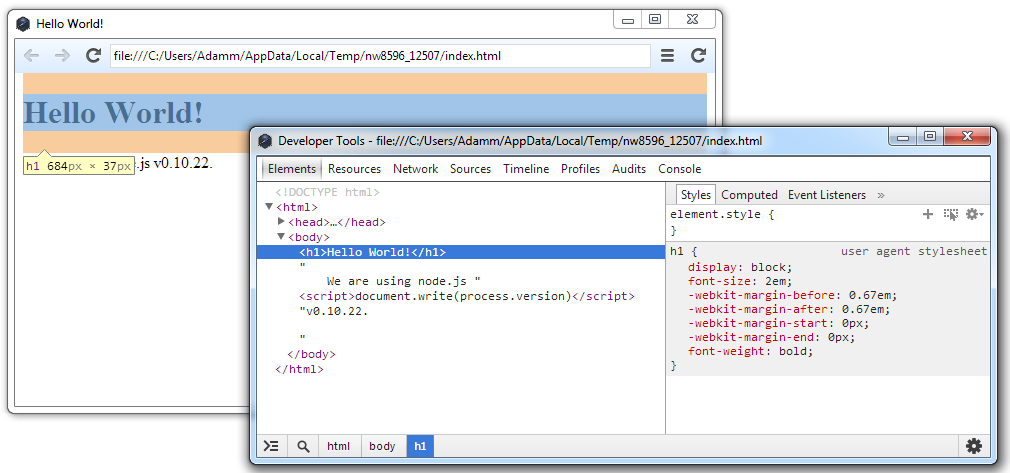 Hello World!
file:///C:/Users/Adamm/AppData/Local/Temp/nw8596_12507/index.html
Hello World!
.js v0.10.22.
h1 684px × 37px
Developer Tools - file:///C:/Users/Adamm/AppData/Local/Temp/nw8596_12507/index.html
Elements Resources Network Sources Timeline Profiles Audits Console
<!DOCTYPE html>
<html>
<head>…</head>
<body>
<h1>Hello World!</h1>
"
We are using node.js "
<script>document.write(process.version)</script>
"v0.10.22.
"
</body>
</html>
Styles Computed Event Listeners »
element.style {
}
h1 { user agent stylesheet
display: block;
font-size: 2em;
-webkit-margin-before: 0.67em;
-webkit-margin-after: 0.67em;
-webkit-margin-start: 0px;
-webkit-margin-end: 0px;
font-weight: bold;
}
html body h1